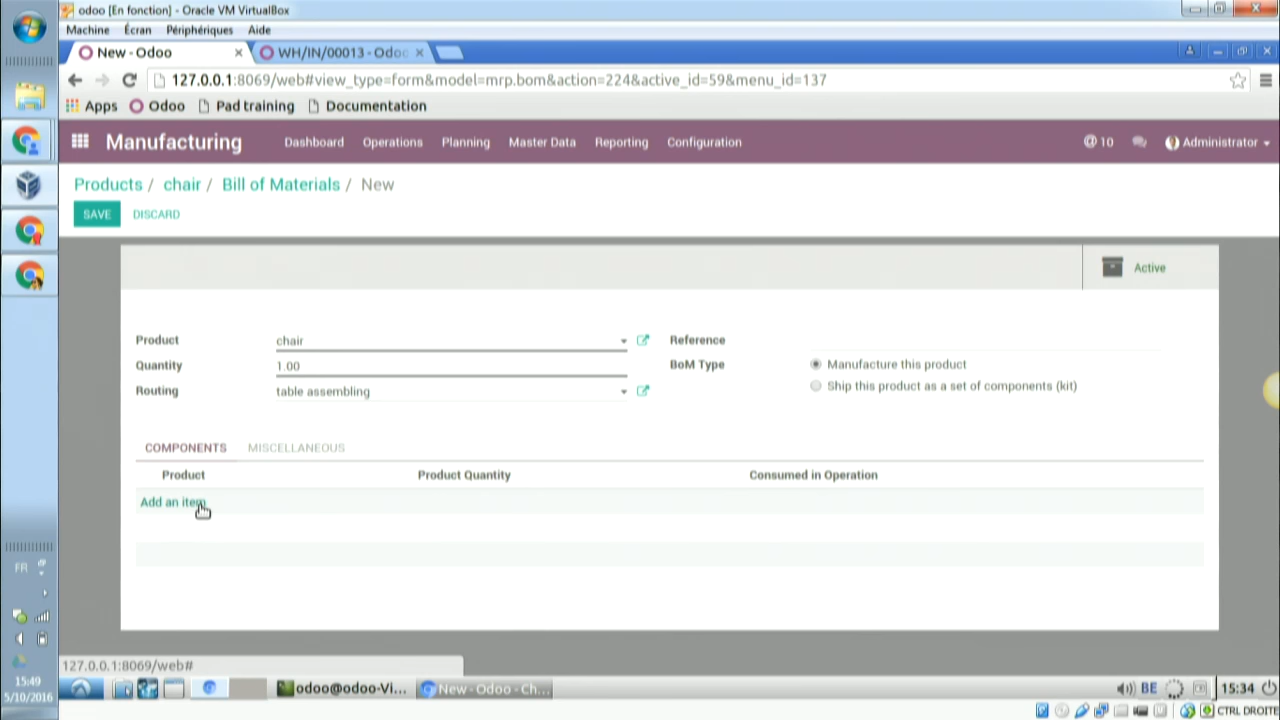 odoo [En fonction] - Oracle VM VirtualBox
Machine Écran Périphériques Aide
New - Odoo × WH/IN/00013 - Odoo ×
127.0.0.1:8069/web#view_type=form&model=mrp.bom&action=224&active_id=59&menu_id=137
Apps Odoo Pad training Documentation
Manufacturing Dashboard Operations Planning Master Data Reporting Configuration @ 10 Administrator
Products / chair / Bill of Materials / New
SAVE DISCARD
Active
Product chair Reference
Quantity 1.00 BoM Type Manufacture this product
Ship this product as a set of components (kit)
Routing table assembling
COMPONENTS MISCELLANEOUS
Product Product Quantity Consumed in Operation
Add an item
FR
127.0.0.1:8069/web#
15:49
5/10/2016
odoo@odoo-Vi... New - Odoo - Ch... BE 15:34
CTRL DROITE